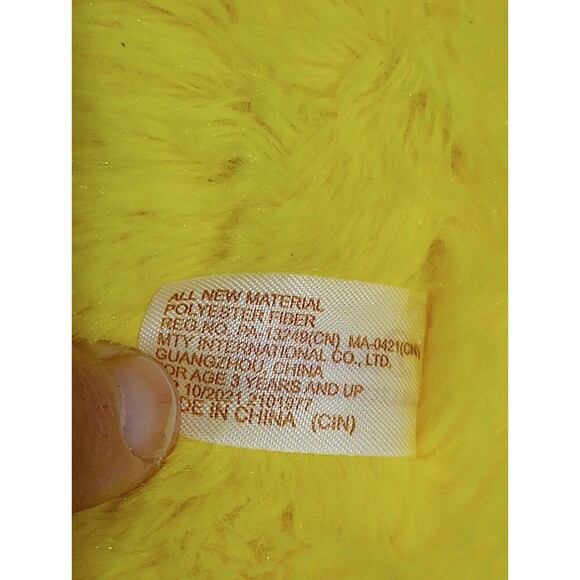 ALL NEW MATERIAL
POLYESTER FIBER
REG.NO. PA-13249(CN) MA-0421(CN)
MTY INTERNATIONAL CO., LTD.
GUANGZHOU, CHINA
OR AGE 3 YEARS AND UP
10/2021 2101077
DE IN CHINA (CIN)